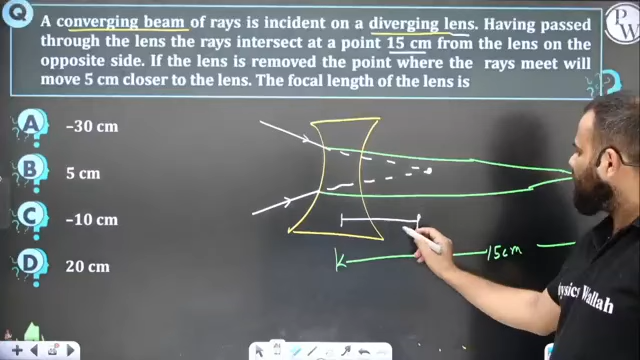 Q
A converging beam of rays is incident on a diverging lens. Having passed
through the lens the rays intersect at a point 15 cm from the lens on the
opposite side. If the lens is removed the point where the rays meet will
move 5 cm closer to the lens. The focal length of the lens is
PW
A -30 cm
B 5 cm
C -10 cm
D 20 cm
15cm
Wallah